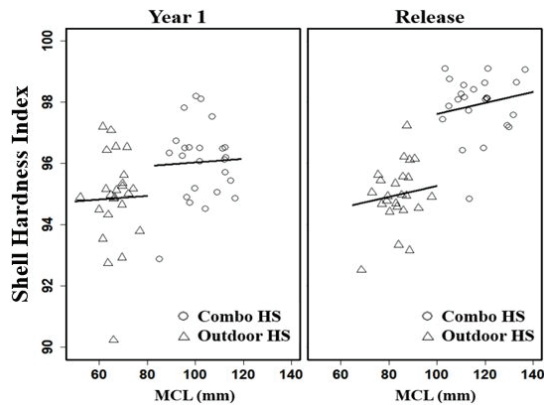 Year 1 Release
Shell Hardness Index
100
98
96
94
92
90
Combo HS
Outdoor HS
Combo HS
Outdoor HS
60 80 100 120 140
60 80 100 120 140
MCL (mm) MCL (mm)